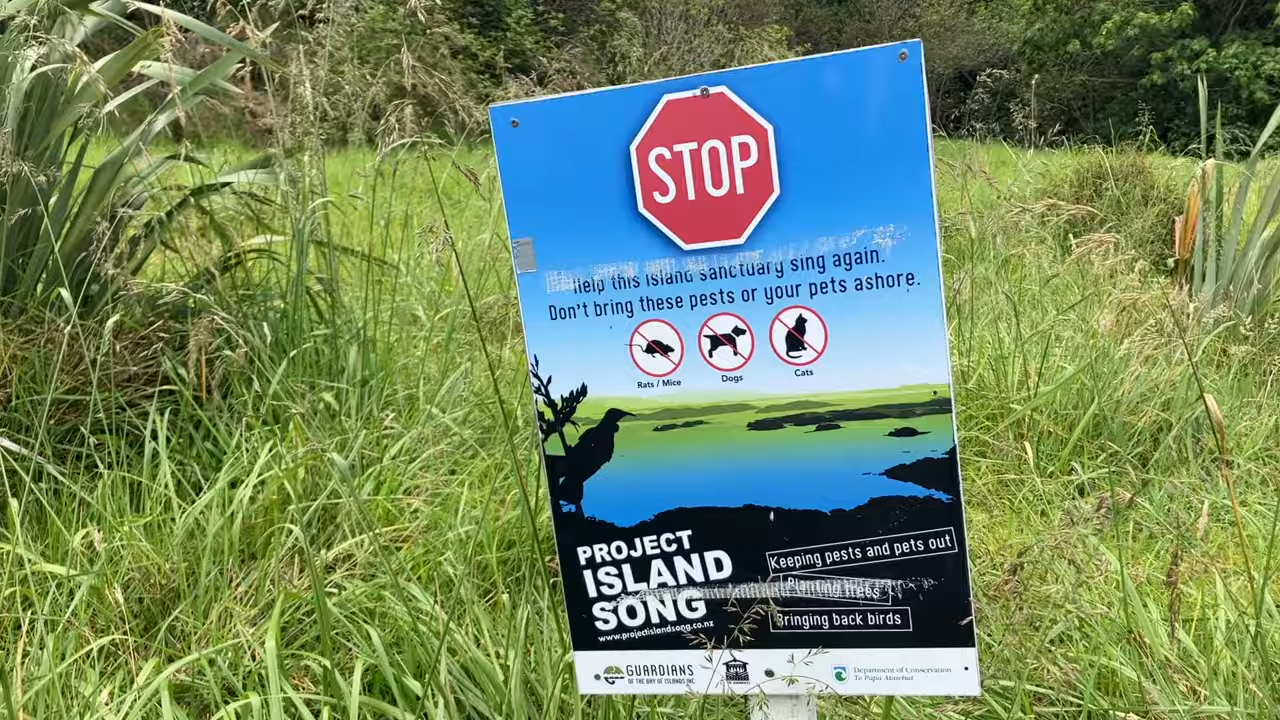 STOP
Help this island sanctuary sing again.
Don't bring these pests or your pets ashore.
Rats / Mice
Dogs
Cats
PROJECT
ISLAND
SONG
www.projectislandsong.co.nz
Keeping pests and pets out
Planting trees
Bringing back birds
GUARDIANS
OF THE BAY OF ISLANDS INC
Department of Conservation
Te Papa Atawhai